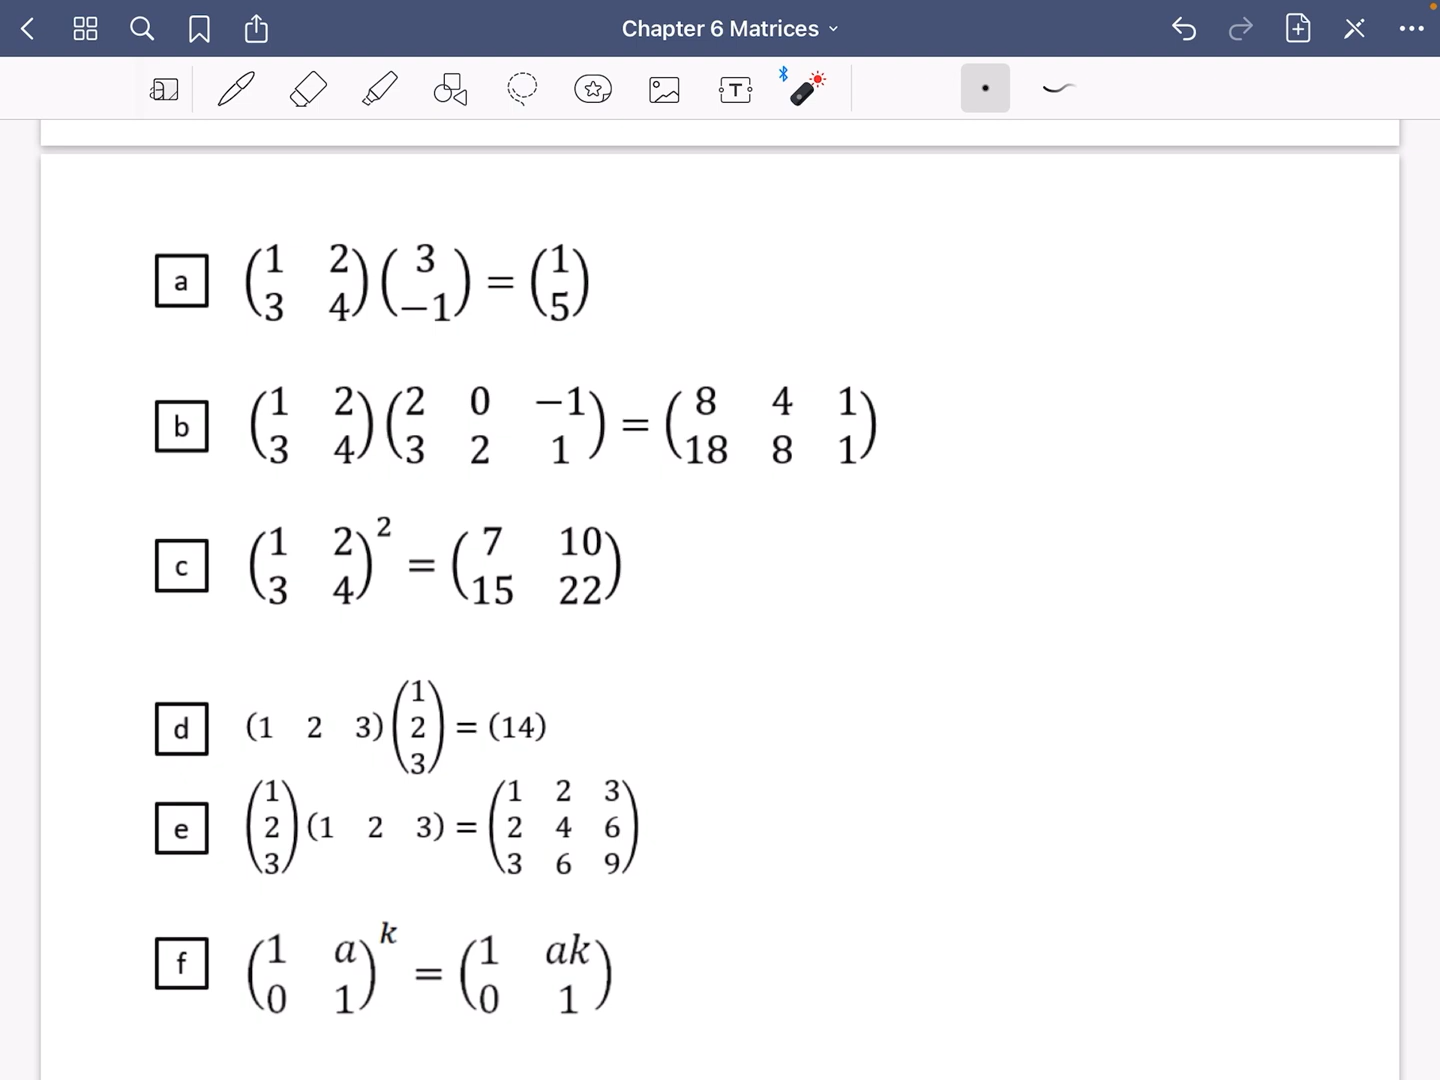 Chapter 6 Matrices
a
T
a (1 2 3 4)(3 −1) = (1 5)
b (1 2 3 4)(2 0 −1 3 2 1) = (8 4 1 18 8 1)
c (1 2 3 4)² = (7 10 15 22)
d (1 2 3)(1 2 3) = (14)
e (1 2 3)(1 2 3) = (1 2 3 2 4 6 3 6 9)
f (1 a 0 1)ᵏ = (1 ak 0 1)